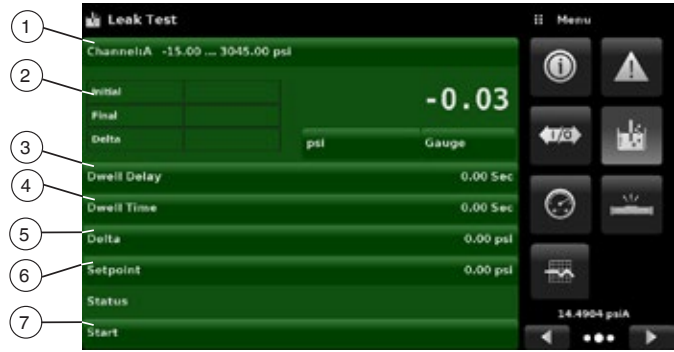 Leak Test
Menu
1
Channel:A -15.00 ... 3045.00 psi
2
Initial
Final
Delta
-0.03
psi
Gauge
T/G
3
Dwell Delay 0.00 Sec
4
Dwell Time 0.00 Sec
5
Delta 0.00 psi
6
Setpoint 0.00 psi
Status
7
Start
14.4904 psiA